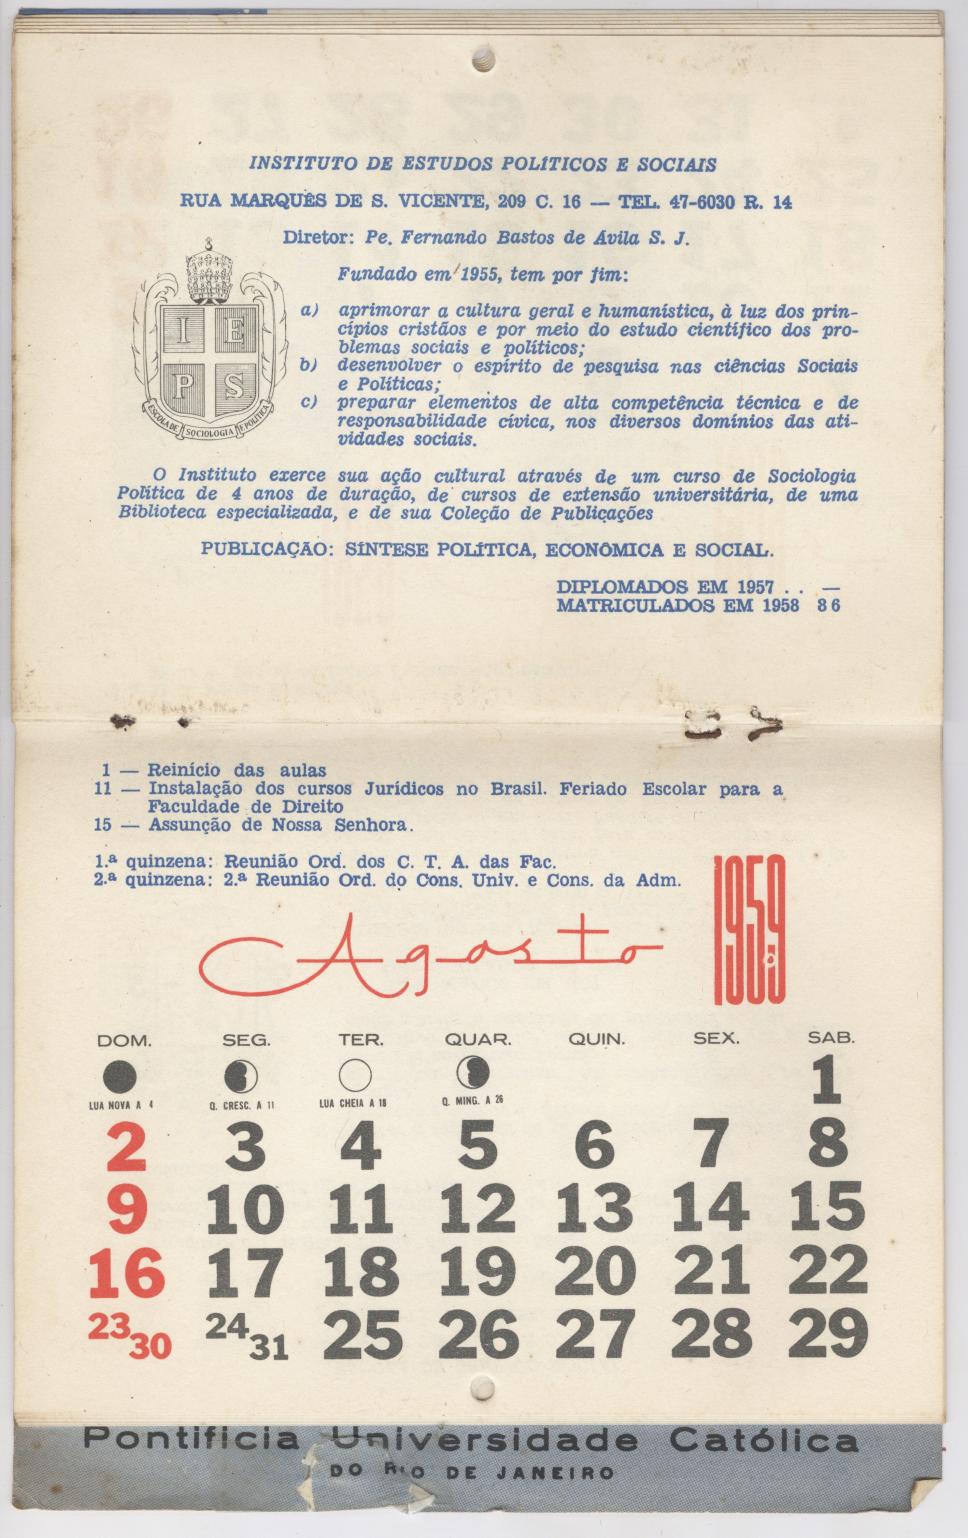 INSTITUTO DE ESTUDOS POLÍTICOS E SOCIAIS
RUA MARQUÊS DE S. VICENTE, 209 C. 16 — TEL. 47-6030 R. 14
Diretor: Pe. Fernando Bastos de Ávila S. J.
Fundado em 1955, tem por fim:
a) aprimorar a cultura geral e humanística, à luz dos prin-
cípios cristãos e por meio do estudo científico dos pro-
blemas sociais e políticos;
b) desenvolver o espírito de pesquisa nas ciências Sociais
e Políticas;
c) preparar elementos de alta competência técnica e de
responsabilidade cívica, nos diversos domínios das ati-
vidades sociais.
I E
P S
ESCOLA DE SOCIOLOGIA E POLITICA
O Instituto exerce sua ação cultural através de um curso de Sociologia
Política de 4 anos de duração, de cursos de extensão universitária, de uma
Biblioteca especializada, e de sua Coleção de Publicações
PUBLICAÇÃO: SÍNTESE POLÍTICA, ECONÔMICA E SOCIAL.
DIPLOMADOS EM 1957 . . —
MATRICULADOS EM 1958 86
1 — Reinício das aulas
11 — Instalação dos cursos Jurídicos no Brasil. Feriado Escolar para a
Faculdade de Direito
15 — Assunção de Nossa Senhora.
1.ª quinzena: Reunião Ord. dos C. T. A. das Fac.
2.ª quinzena: 2.ª Reunião Ord. do Cons. Univ. e Cons. da Adm.
Agosto 1959
DOM. SEG. TER. QUAR. QUIN. SEX. SAB.
LUA NOVA A 4 Q. CRESC. A 11 LUA CHEIA A 18 Q. MING. A 26 1
2 3 4 5 6 7 8
9 10 11 12 13 14 15
16 17 18 19 20 21 22
23 30 24 31 25 26 27 28 29
Pontificia Universidade Católica
DO RIO DE JANEIRO